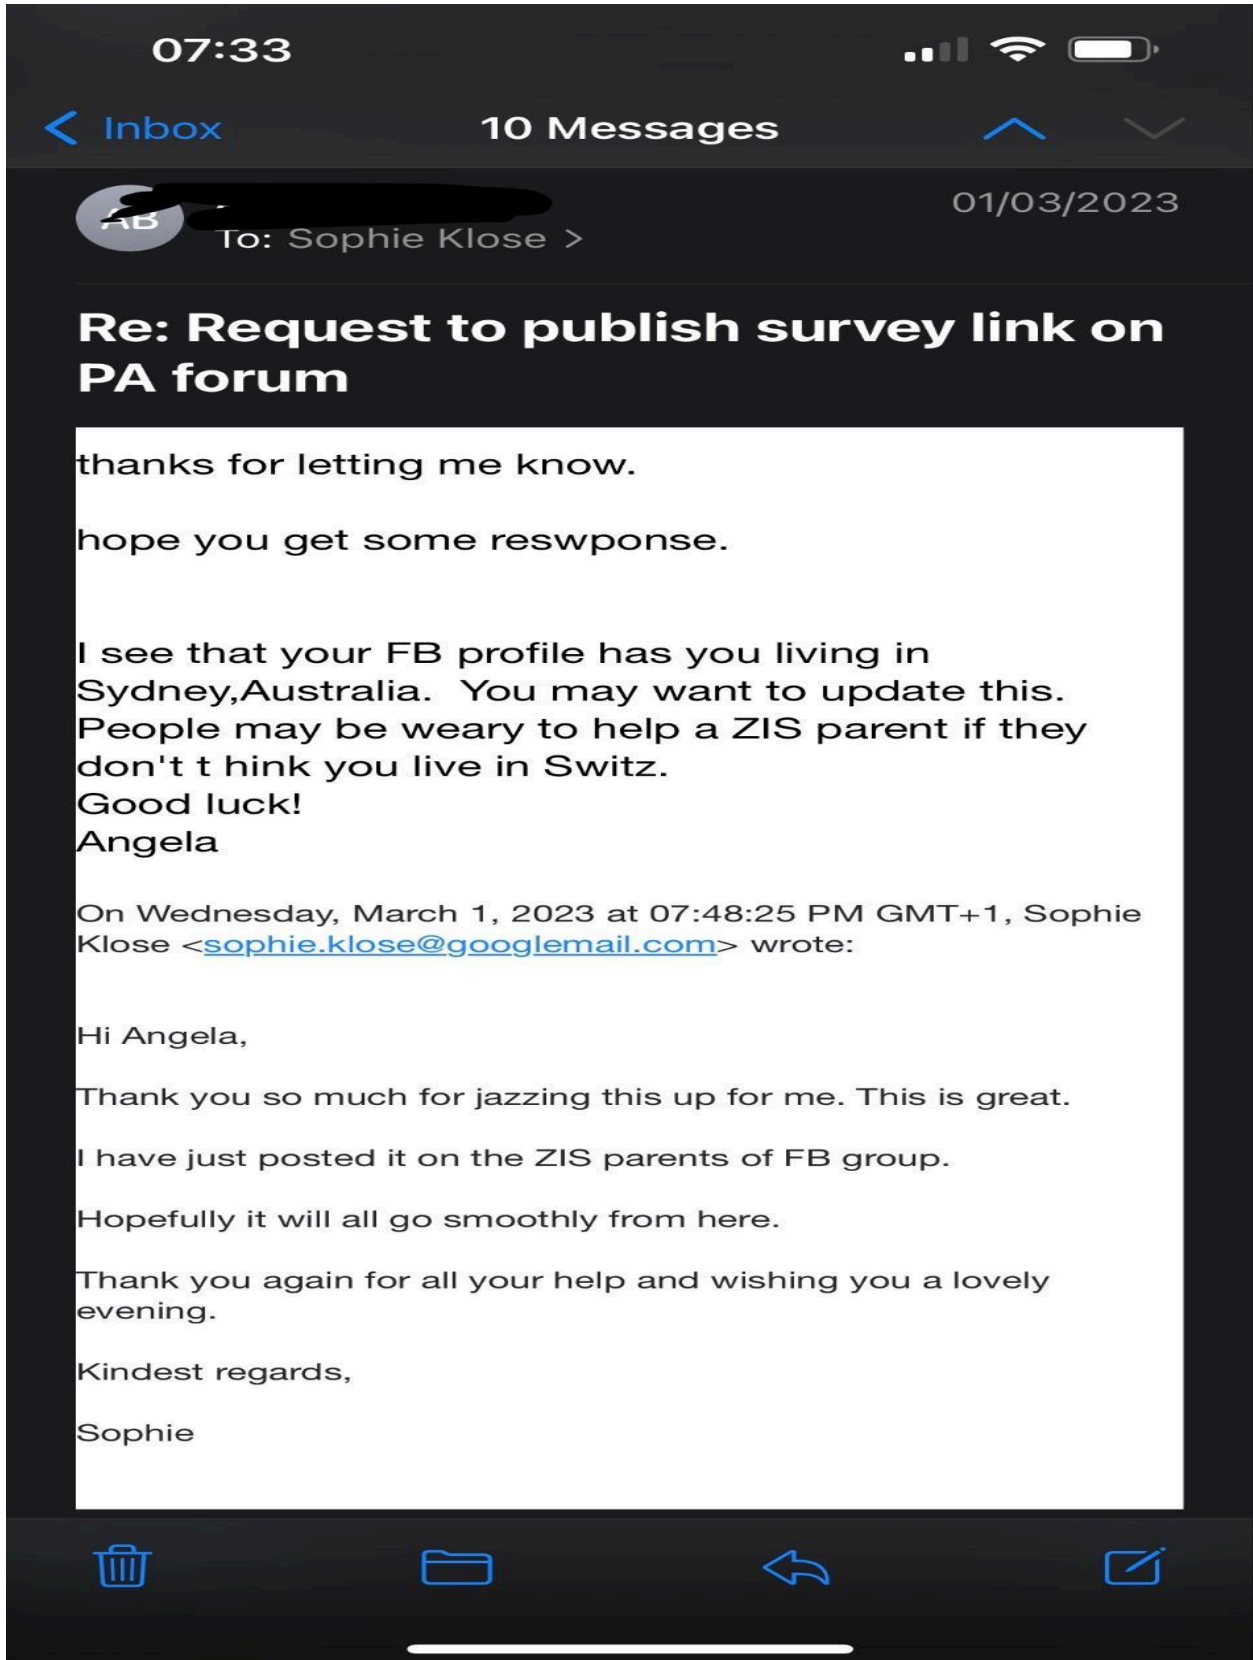 07:33
Inbox
10 Messages
AB
01/03/2023
To: Sophie Klose >
Re: Request to publish survey link on
PA forum
thanks for letting me know.
hope you get some reswponse.
I see that your FB profile has you living in
Sydney,Australia.  You may want to update this.
People may be weary to help a ZIS parent if they
don't t hink you live in Switz.
Good luck!
Angela
On Wednesday, March 1, 2023 at 07:48:25 PM GMT+1, Sophie
Klose <sophie.klose@googlemail.com> wrote:
Hi Angela,
Thank you so much for jazzing this up for me. This is great.
I have just posted it on the ZIS parents of FB group.
Hopefully it will all go smoothly from here.
Thank you again for all your help and wishing you a lovely
evening.
Kindest regards,
Sophie